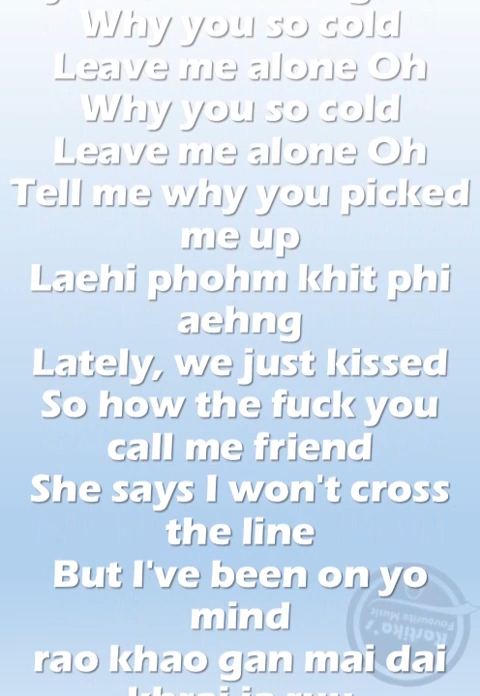 Why you so cold
Leave me alone Oh
Why you so cold
Leave me alone Oh
Tell me why you picked
me up
Laehi phohm khit phi
aehng
Lately, we just kissed
So how the fuck you
call me friend
She says I won't cross
the line
But I've been on yo
mind
rao khao gan mai dai
Kartika's
Favourite Music